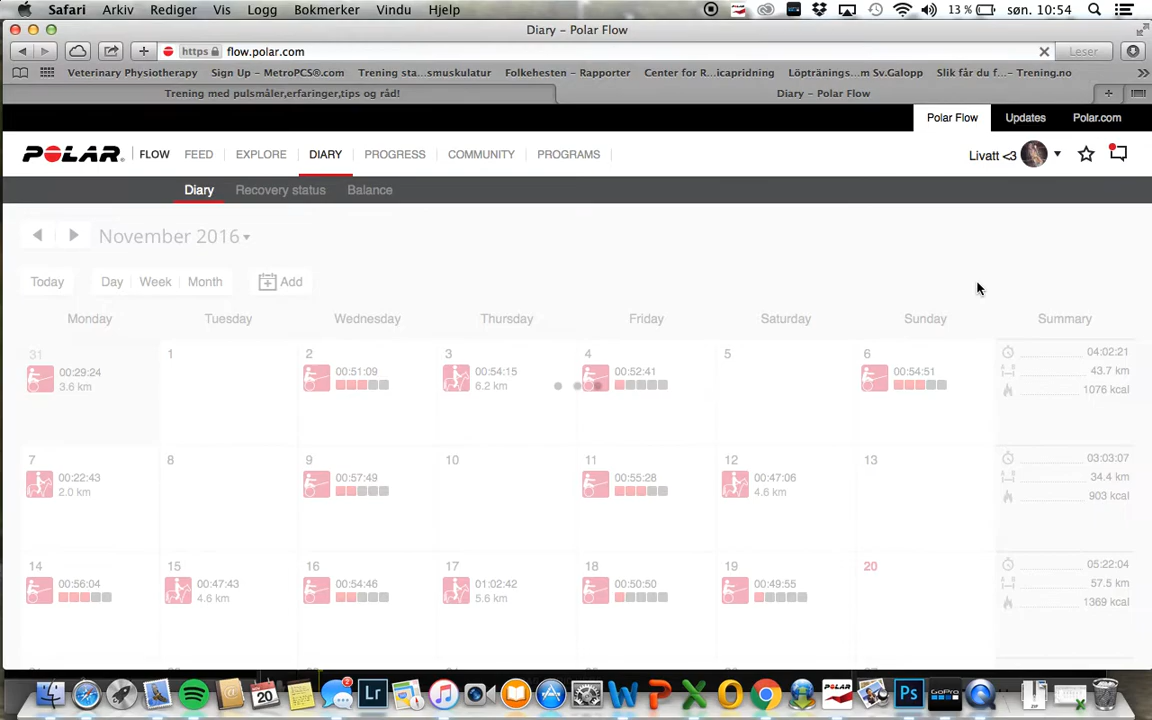 Safari Arkiv Rediger Vis Logg Bokmerker Vindu Hjelp 13 % søn. 10:54
Diary – Polar Flow
https flow.polar.com Leser
Veterinary Physiotherapy Sign Up – MetroPCS®.com Trening sta...smuskulatur Folkehesten – Rapporter Center for R...icapridning Löptränings...m Sv.Galopp Slik får du f...– Trening.no
Trening med pulsmåler,erfaringer,tips og råd! Diary – Polar Flow
Polar Flow Updates Polar.com
POLAR. FLOW FEED EXPLORE DIARY PROGRESS COMMUNITY PROGRAMS Livatt <3
Diary Recovery status Balance
November 2016
Today Day Week Month Add
Monday Tuesday Wednesday Thursday Friday Saturday Sunday Summary
31 1 2 3 4 5 6 04:02:21
00:29:24 00:51:09 00:54:15 00:52:41 00:54:51 43.7 km
3.6 km 6.2 km 1076 kcal
7 8 9 10 11 12 13 03:03:07
00:22:43 00:57:49 00:55:28 00:47:06 34.4 km
2.0 km 4.6 km 903 kcal
14 15 16 17 18 19 20 05:22:04
00:56:04 00:47:43 00:54:46 01:02:42 00:50:50 00:49:55 57.5 km
4.6 km 5.6 km 1369 kcal